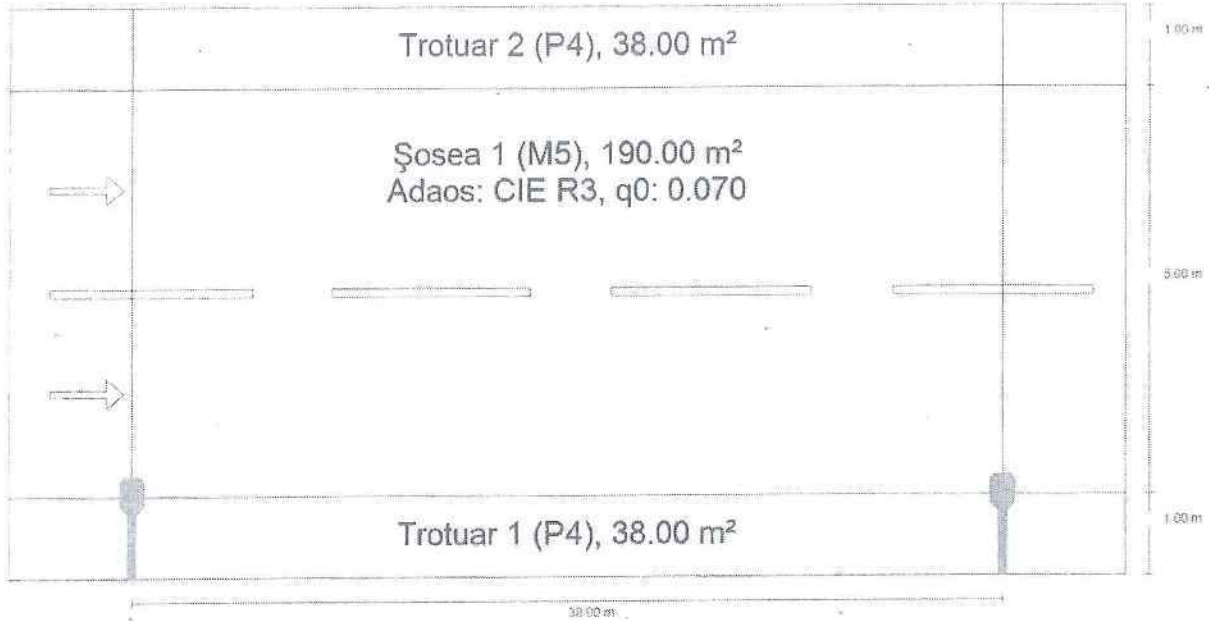 Trotuar 2 (P4), 38.00 m²
1.00 m
Şosea 1 (M5), 190.00 m²
Adaos: CIE R3, q0: 0.070
5.00 m
Trotuar 1 (P4), 38.00 m²
1.00 m
38.00 m